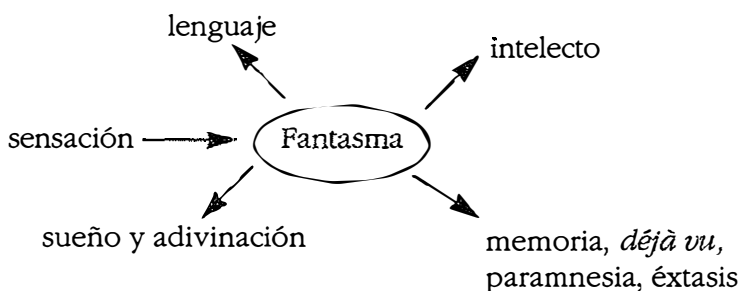 lenguaje
intelecto
sensación
Fantasma
sueño y adivinación
memoria, déjà vu,
paramnesia, éxtasis